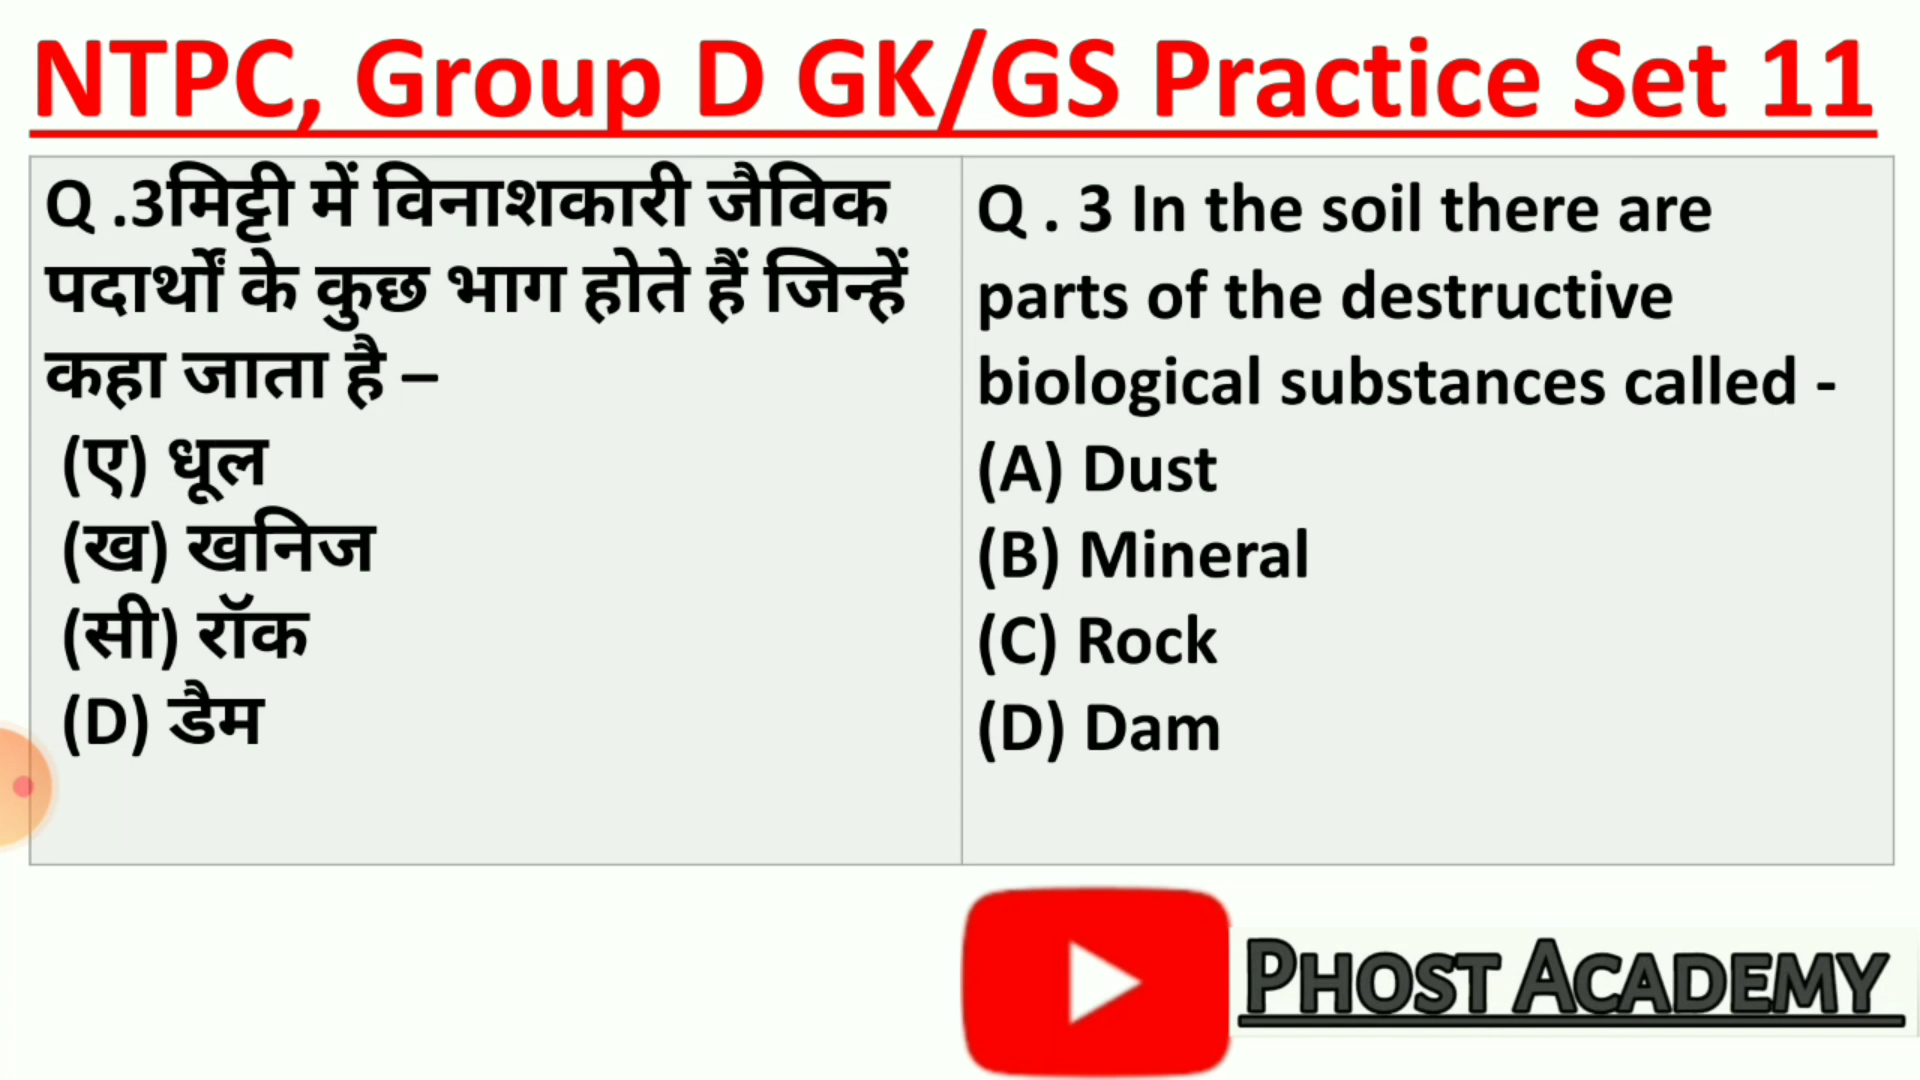 NTPC, Group D GK/GS Practice Set 11
Q .3मिट्टी में विनाशकारी जैविक
पदार्थों के कुछ भाग होते हैं जिन्हें
कहा जाता है –
(ए) धूल
(ख) खनिज
(सी) रॉक
(D) डैम
Q . 3 In the soil there are
parts of the destructive
biological substances called -
(A) Dust
(B) Mineral
(C) Rock
(D) Dam
PHOST ACADEMY